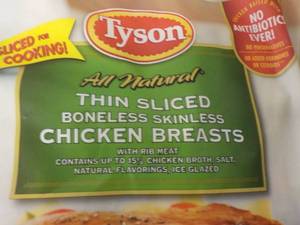 SLICED FOR
COOKING!
Tyson
NO
ANTIBIOTICS
EVER!
All Natural
THIN SLICED
BONELESS SKINLESS
CHICKEN BREASTS
WITH RIB MEAT
CONTAINS UP TO 15% CHICKEN BROTH, SALT,
NATURAL FLAVORINGS, ICE GLAZED